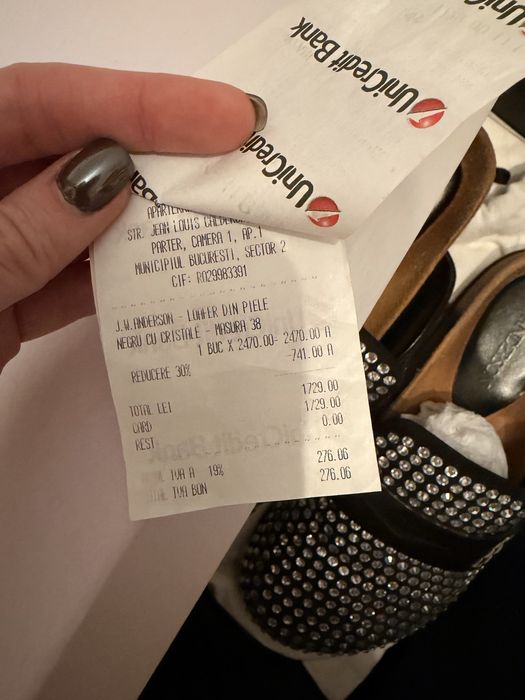 UniCredit Bank
UniCredit
STR. JEAN LOUIS
PARTER, CAMERA 1, AP.1
MUNICIPIUL BUCURESTI, SECTOR 2
CIF: RO29983391
J.W.ANDERSON - LOAFER DIN PIELE
NEGRU CU CRISTALE - MASURA 38
1 BUC X 2470.00- 2470.00 A
REDUCERE 30% -741.00 A
TOTAL LEI 1729.00
CARD 1729.00
REST 0.00
TVA A 19% 276.06
TVA BON 276.06